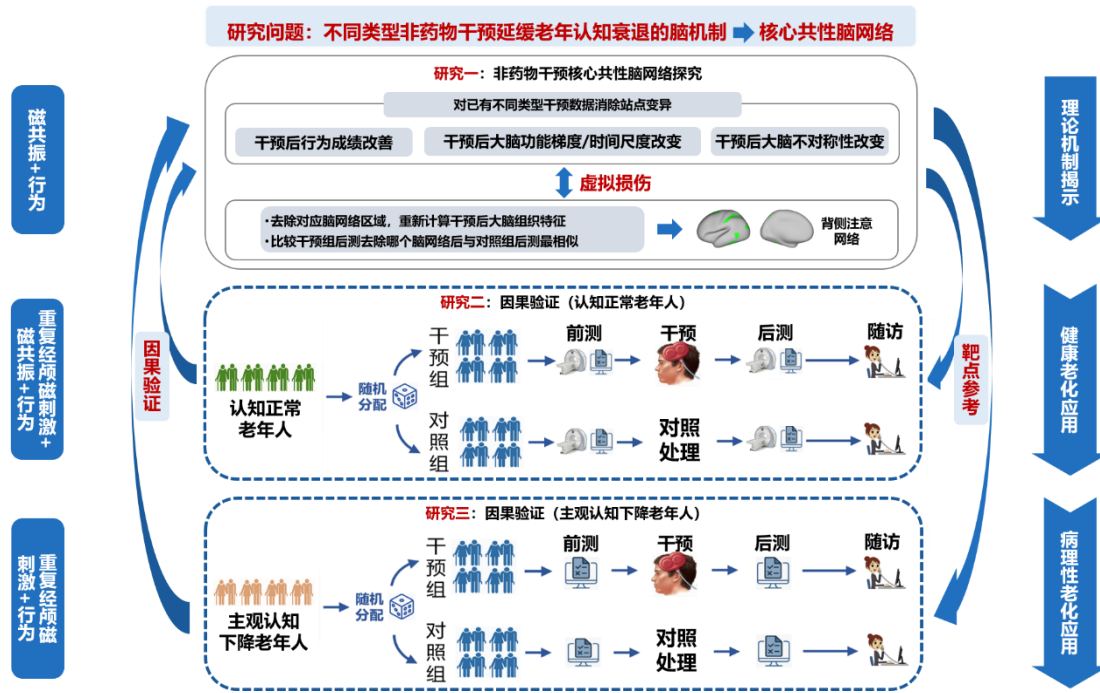 研究问题：不同类型非药物干预延缓老年认知衰退的脑机制 核心共性脑网络
磁共振+行为
研究一：非药物干预核心共性脑网络探究
对已有不同类型干预数据消除站点变异
干预后行为成绩改善
干预后大脑功能梯度/时间尺度改变
干预后大脑不对称性改变
虚拟损伤
·去除对应脑网络区域，重新计算干预后大脑组织特征
·比较干预组后测去除哪个脑网络后与对照组后测最相似
背侧注意
网络
理论机制揭示
重复经颅磁刺激+
磁共振+行为
因果验证
研究二：因果验证（认知正常老年人）
认知正常
老年人
随机
分配
干预组
前测
干预
后测
随访
对照组
对照
处理
靶点参考
健康老化应用
重复经颅磁
刺激+行为
研究三：因果验证（主观认知下降老年人）
主观认知
下降老年人
随机
分配
干预组
前测
干预
后测
随访
对照组
对照
处理
病理性老化应用